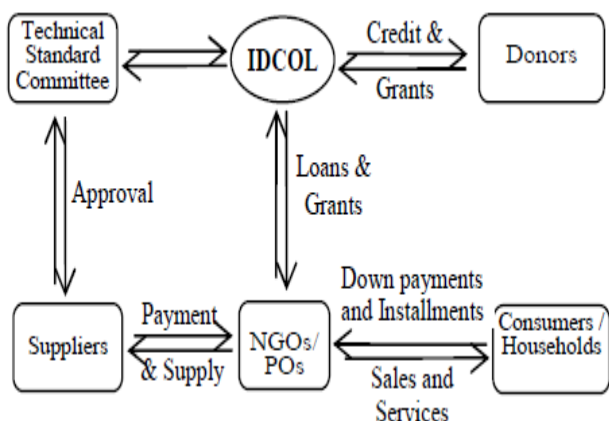 Technical
Standard
Committee
IDCOL
Credit &
Grants
Donors
Approval
Loans &
Grants
Suppliers
Payment
& Supply
NGOs/
POs
Down payments
and Installments
Sales and
Services
Consumers /
Households